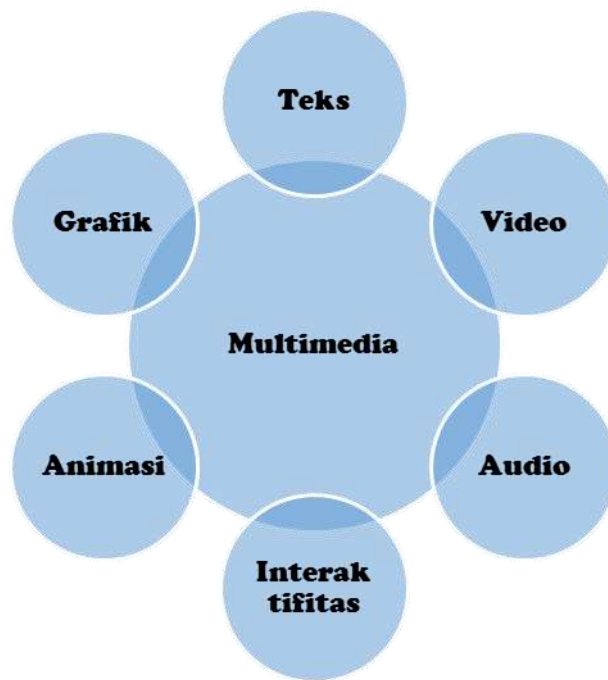 Teks
Grafik
Video
Multimedia
Animasi
Audio
Interak
tifitas